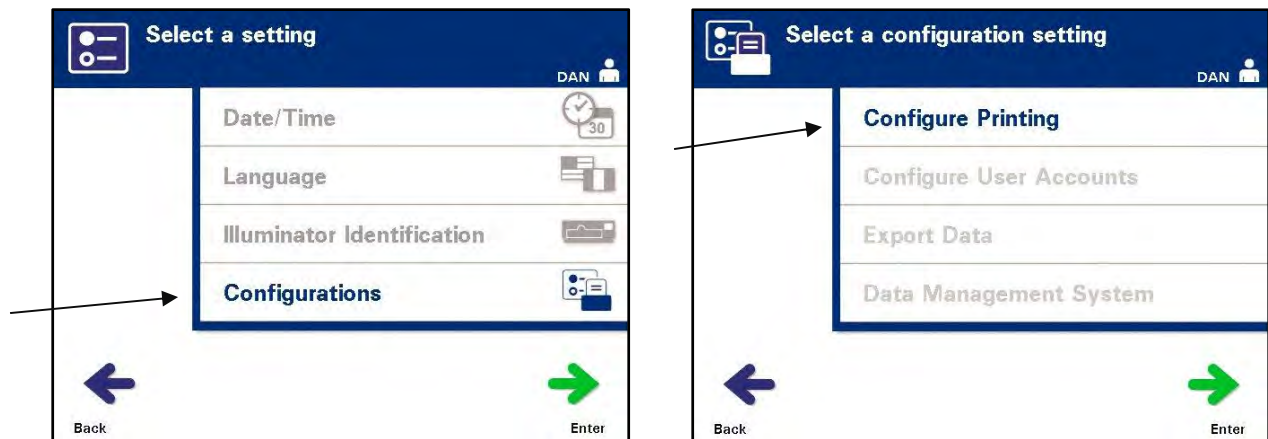 Select a setting
DAN
Date/Time
30
Language
Illuminator Identification
Configurations
Back
Enter
Select a configuration setting
DAN
Configure Printing
Configure User Accounts
Export Data
Data Management System
Back
Enter